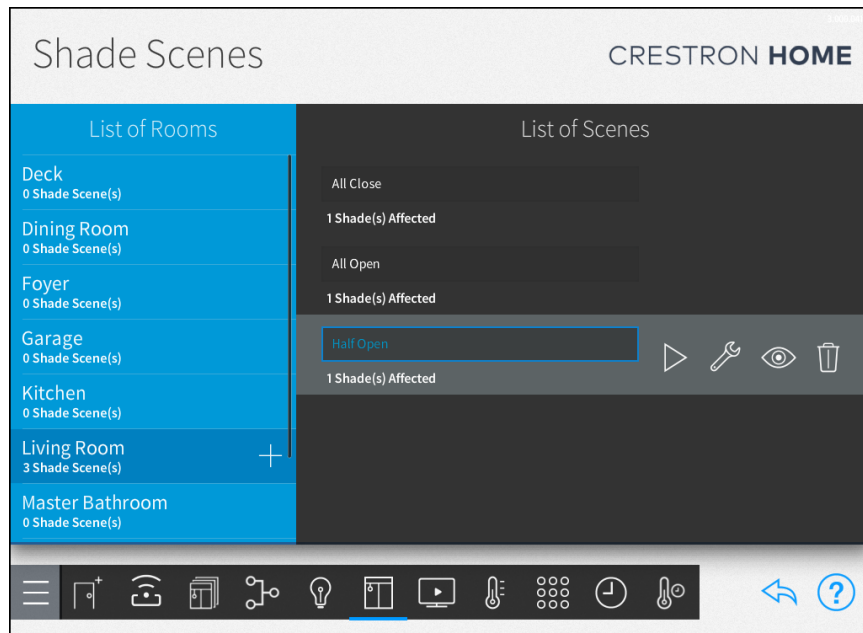 Shade Scenes
CRESTRON HOME
List of Rooms
Deck
0 Shade Scene(s)
Dining Room
0 Shade Scene(s)
Foyer
0 Shade Scene(s)
Garage
0 Shade Scene(s)
Kitchen
0 Shade Scene(s)
Living Room
3 Shade Scene(s)
Master Bathroom
0 Shade Scene(s)
List of Scenes
All Close
1 Shade(s) Affected
All Open
1 Shade(s) Affected
Half Open
1 Shade(s) Affected
?